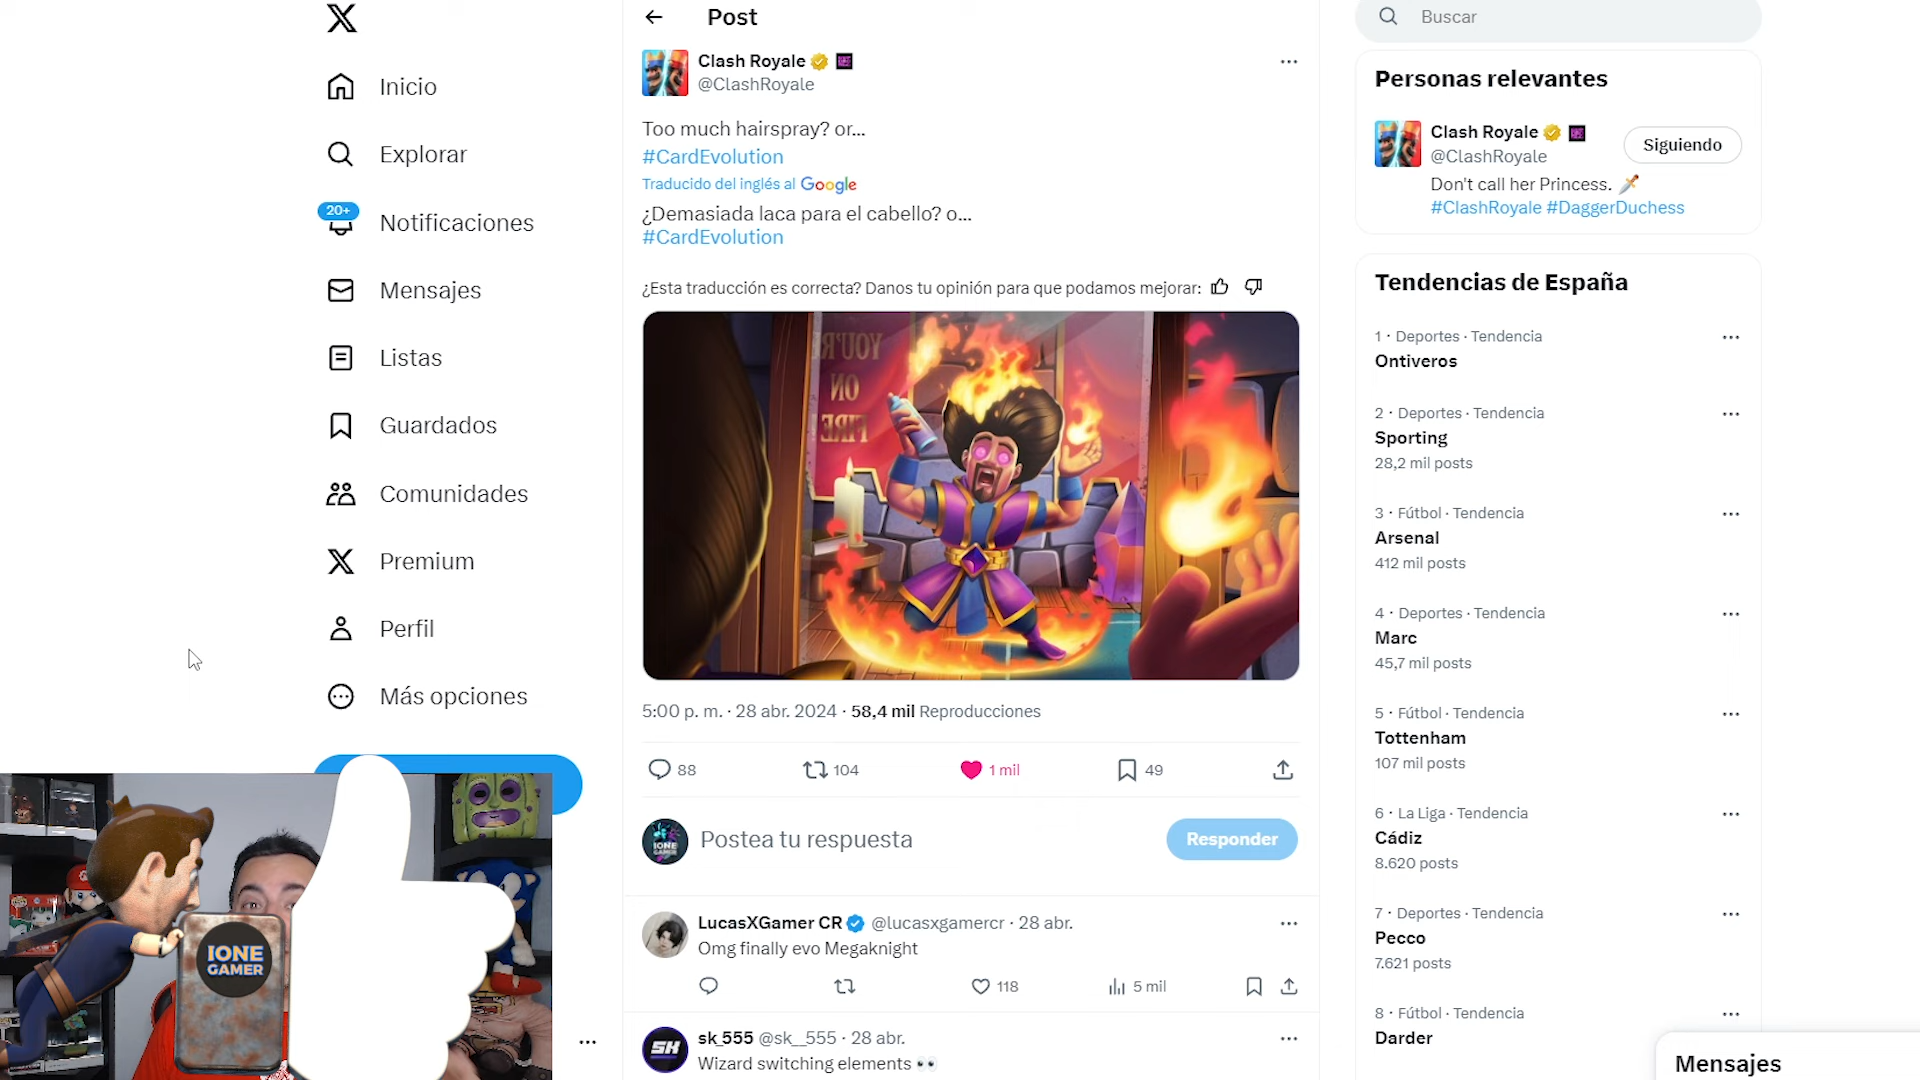 Inicio
Explorar
20+
Notificaciones
Mensajes
Listas
Guardados
Comunidades
Premium
Perfil
Más opciones
IONE
GAMER
Post
Clash Royale
@ClashRoyale
Too much hairspray? or...
#CardEvolution
Traducido del inglés al Google
¿Demasiada laca para el cabello? o...
#CardEvolution
¿Esta traducción es correcta? Danos tu opinión para que podamos mejorar:
YOU'RE
ON
FIRE
5:00 p. m. · 28 abr. 2024 · 58,4 mil Reproducciones
88 104 1 mil 49
IONE
GAMER
Postea tu respuesta
Responder
LucasXGamer CR @lucasxgamercr · 28 abr.
Omg finally evo Megaknight
118 5 mil
SK
sk_555 @sk__555 · 28 abr.
Wizard switching elements 👀
Buscar
Personas relevantes
Clash Royale
@ClashRoyale
Siguiendo
Don't call her Princess. 🗡️
#ClashRoyale #DaggerDuchess
Tendencias de España
1 · Deportes · Tendencia
Ontiveros
2 · Deportes · Tendencia
Sporting
28,2 mil posts
3 · Fútbol · Tendencia
Arsenal
412 mil posts
4 · Deportes · Tendencia
Marc
45,7 mil posts
5 · Fútbol · Tendencia
Tottenham
107 mil posts
6 · La Liga · Tendencia
Cádiz
8.620 posts
7 · Deportes · Tendencia
Pecco
7.621 posts
8 · Fútbol · Tendencia
Darder
Mensajes